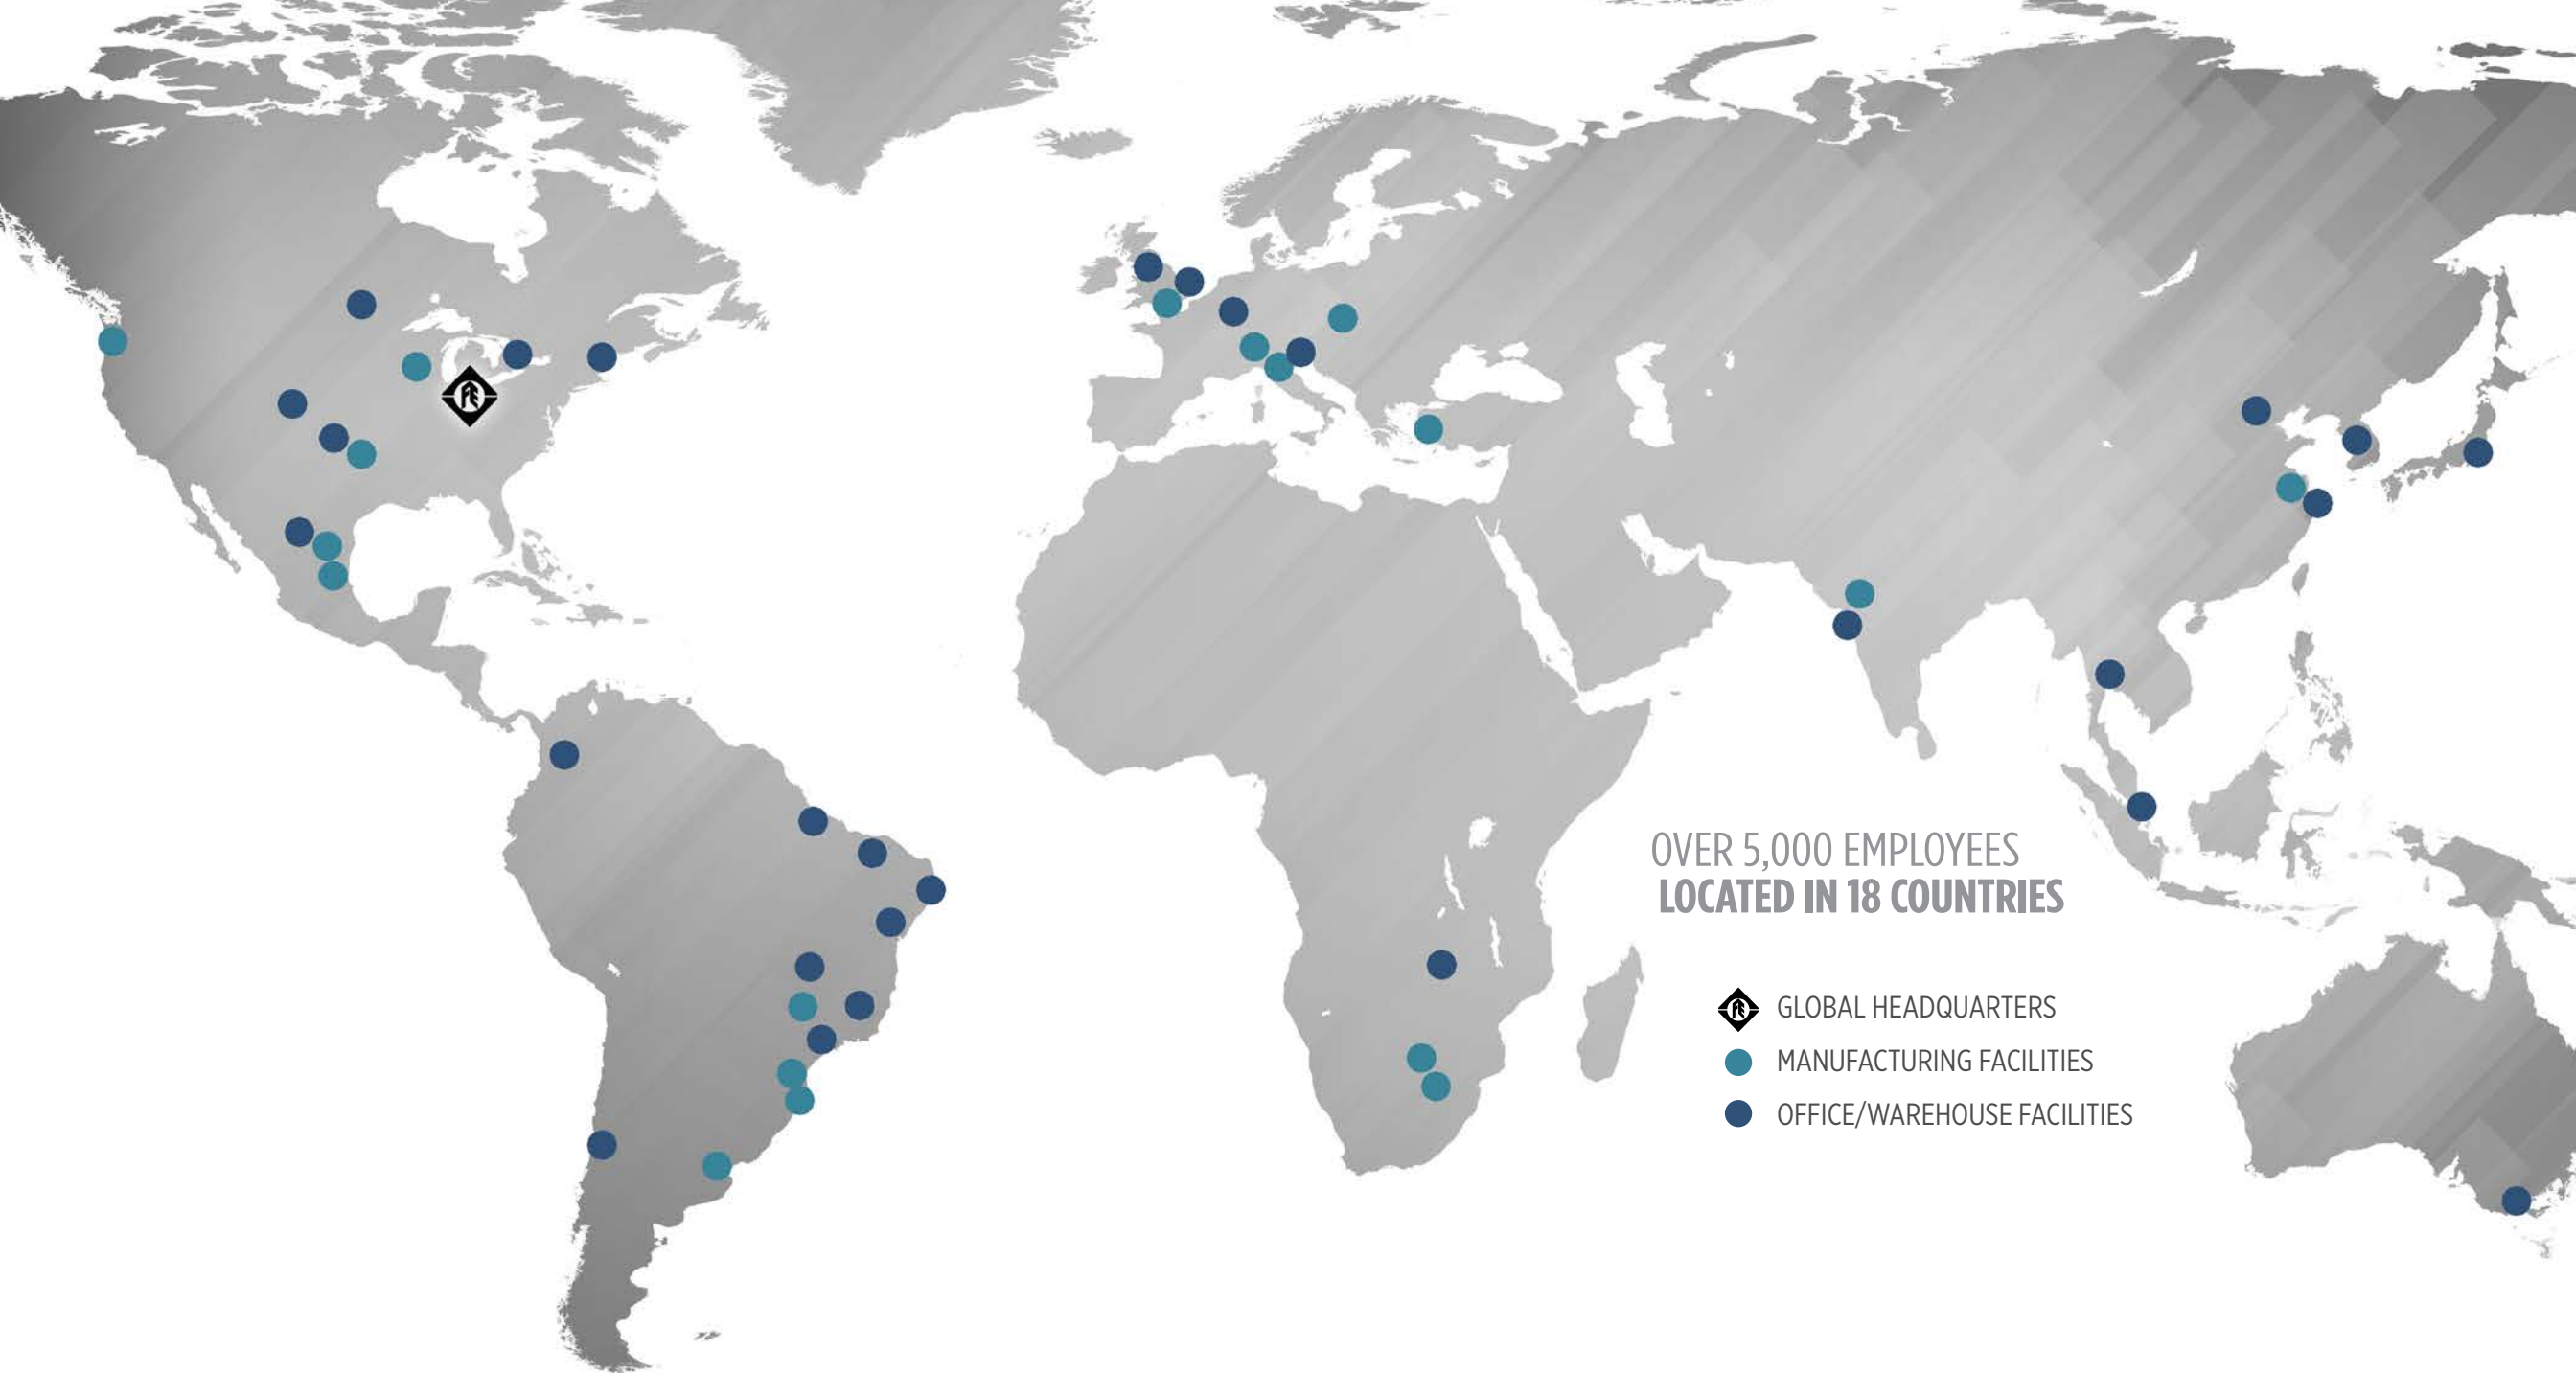 OVER 5,000 EMPLOYEES
LOCATED IN 18 COUNTRIES
GLOBAL HEADQUARTERS
MANUFACTURING FACILITIES
OFFICE/WAREHOUSE FACILITIES